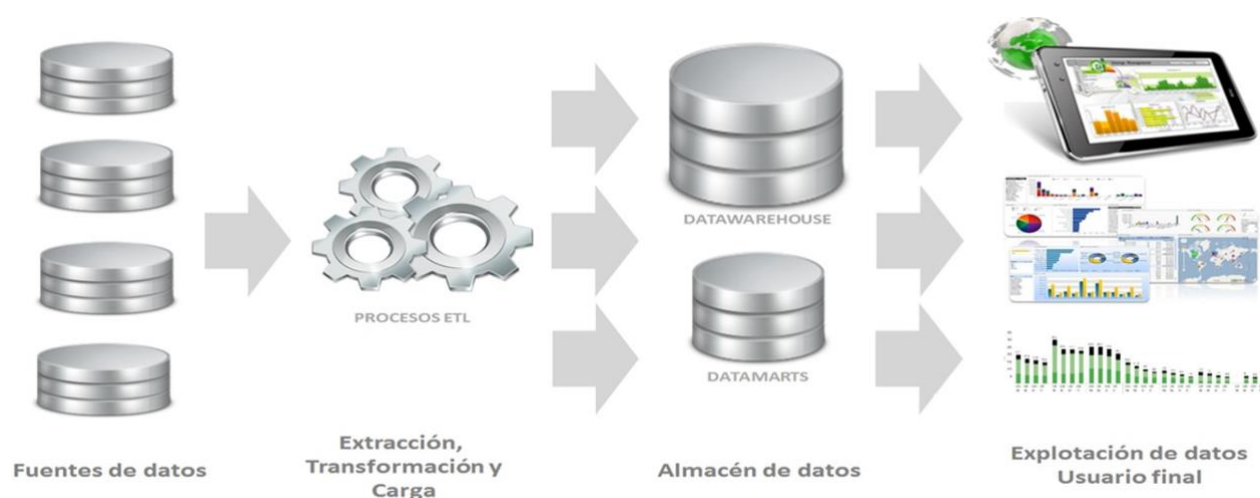 DATAWAREHOUSE
PROCESOS ETL
DATAMARTS
Fuentes de datos
Extracción,
Transformación y
Carga
Almacén de datos
Explotación de datos
Usuario final